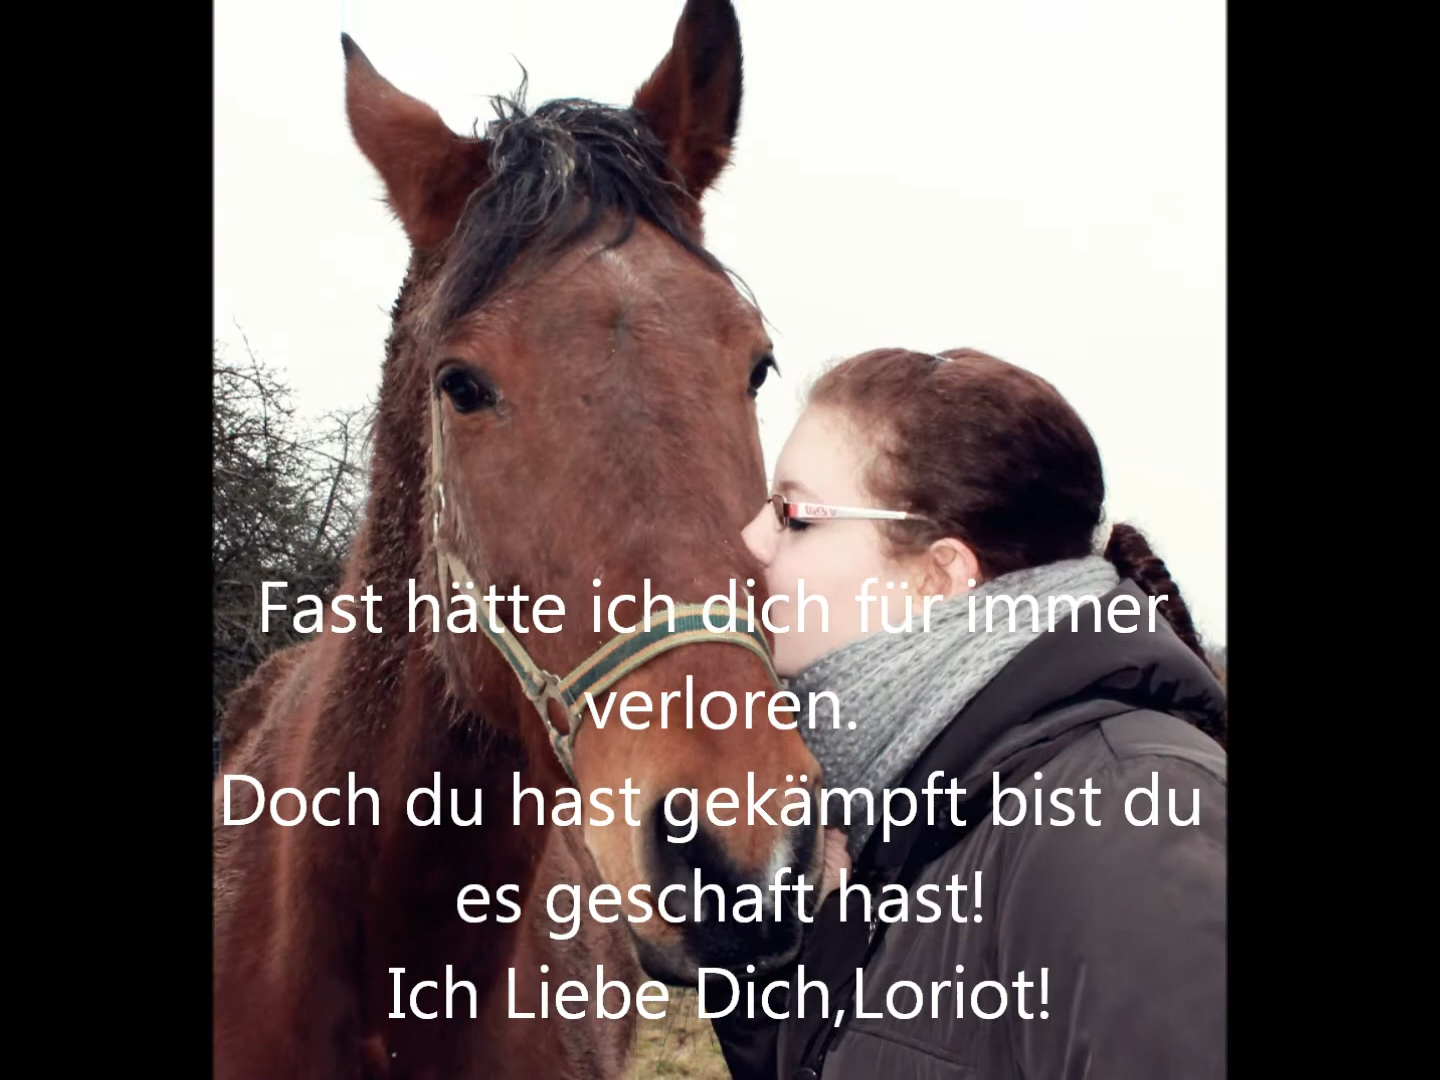 Fast hätte ich dich für immer
verloren.
Doch du hast gekämpft bist du
es geschaft hast!
Ich Liebe Dich,Loriot!